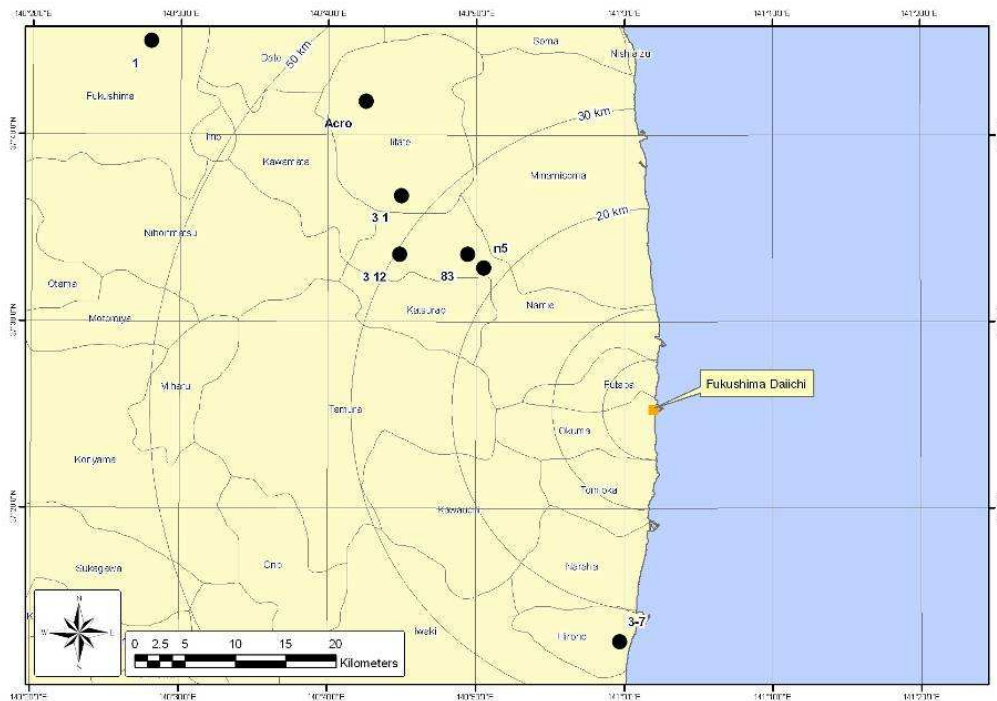 1
Fukushima
50 km
Soma
Acro
Iitate
30 km
Kawamata
Minamisoma
3 1
20 km
Nihonmatsu
n5
3 12
83
Otama
Motomiya
Katsurao
Namie
Miharu
Futaba
Fukushima Daiichi
Tamura
Okuma
Koriyama
Tomioka
Kawauchi
Sukagawa
Ono
Naraha
N
W
S
3-7
Iwaki
Hirono
0 2.5 5 10 15 20
Kilometers